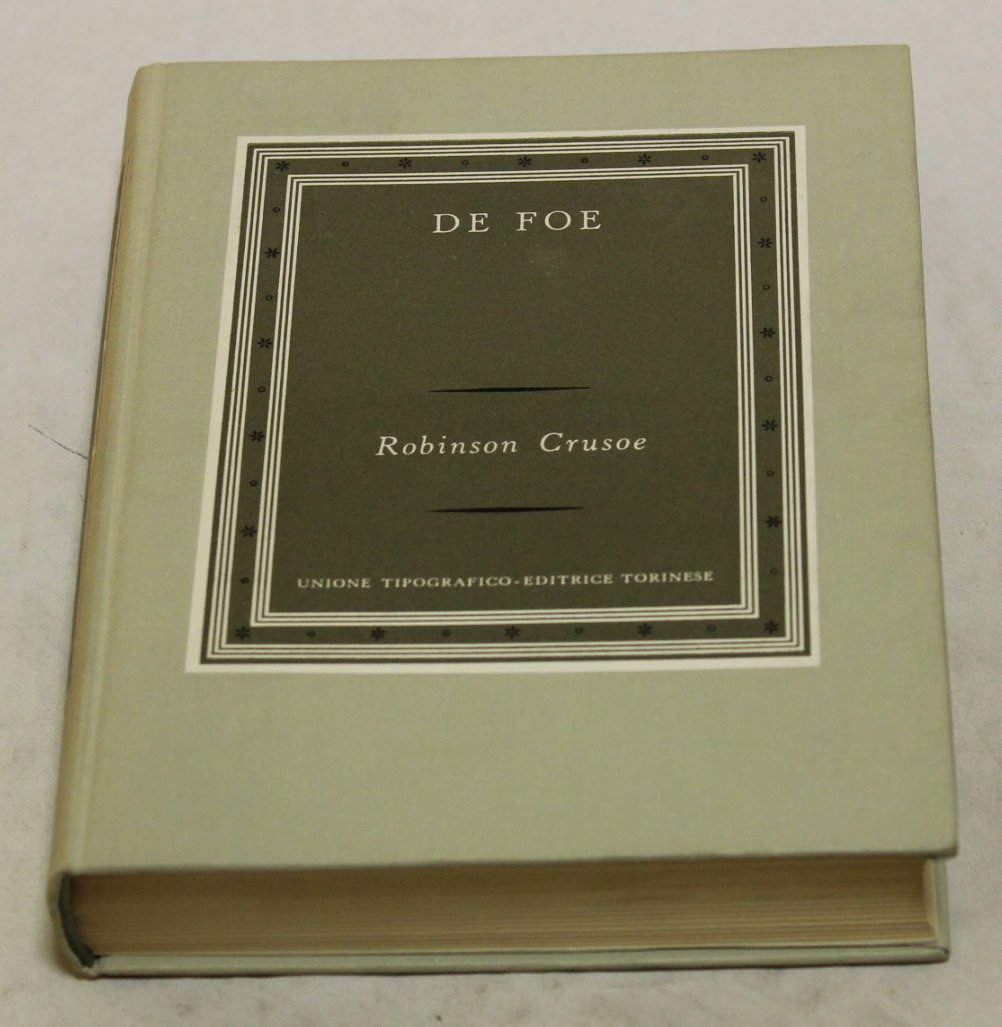 DE FOE
Robinson Crusoe
UNIONE TIPOGRAFICO-EDITRICE TORINESE